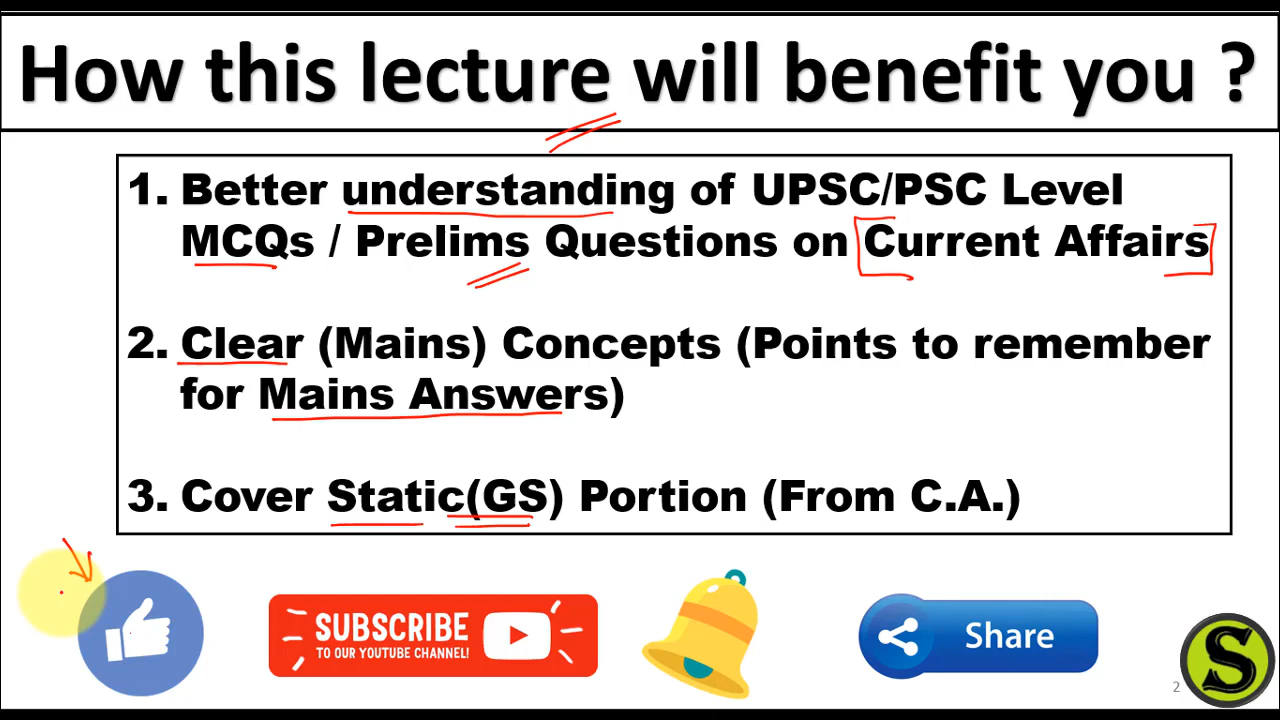 How this lecture will benefit you ?
1. Better understanding of UPSC/PSC Level
MCQs / Prelims Questions on Current Affairs
2. Clear (Mains) Concepts (Points to remember
for Mains Answers)
3. Cover Static(GS) Portion (From C.A.)
SUBSCRIBE
TO OUR YOUTUBE CHANNEL!
Share
2
S